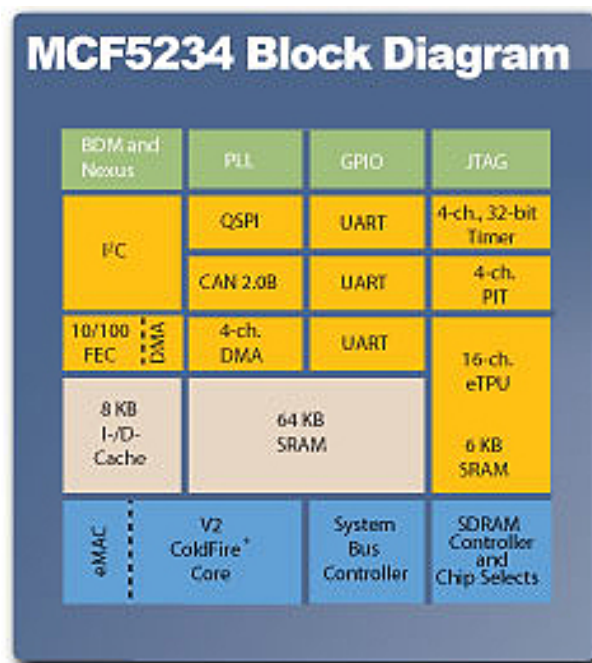 MCF5234 Block Diagram
BDM and
Nexus
PLL
GPIO
JTAG
I²C
QSPI
UART
4-ch., 32-bit
Timer
CAN 2.0B
UART
4-ch.
PIT
10/100
FEC
DMA
4-ch.
DMA
UART
16-ch.
eTPU
6 KB
SRAM
8 KB
I-/D-
Cache
64 KB
SRAM
eMAC
V2
ColdFire+
Core
System
Bus
Controller
SDRAM
Controller
and
Chip Selects